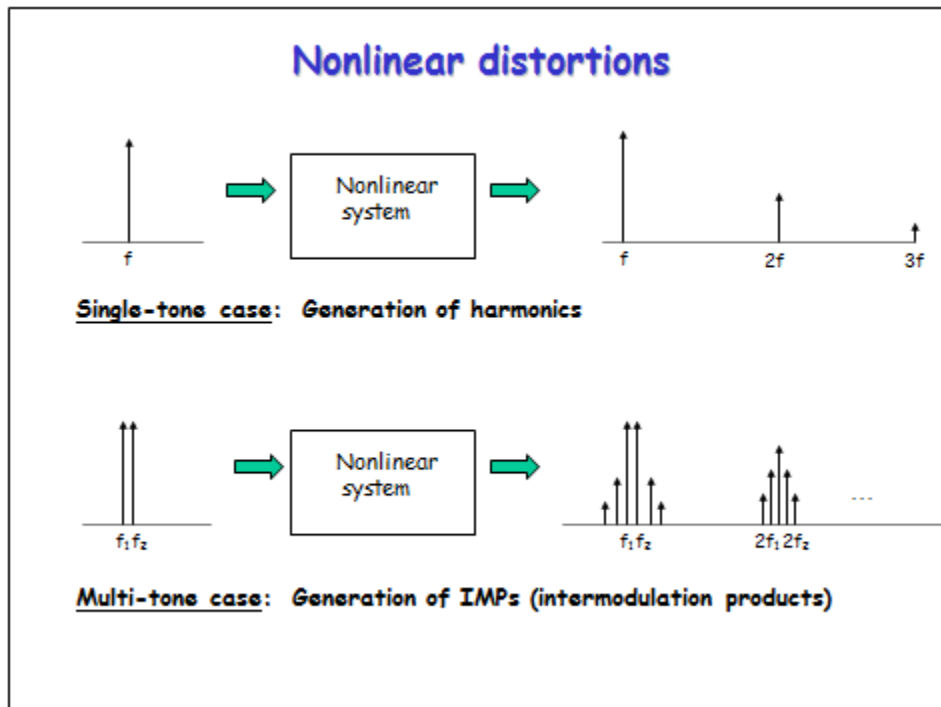 Nonlinear distortions
Nonlinear
system
f
f
2f
3f
Single-tone case: Generation of harmonics
Nonlinear
system
f₁f₂
f₁f₂
2f₁2f₂
---
Multi-tone case: Generation of IMPs (intermodulation products)